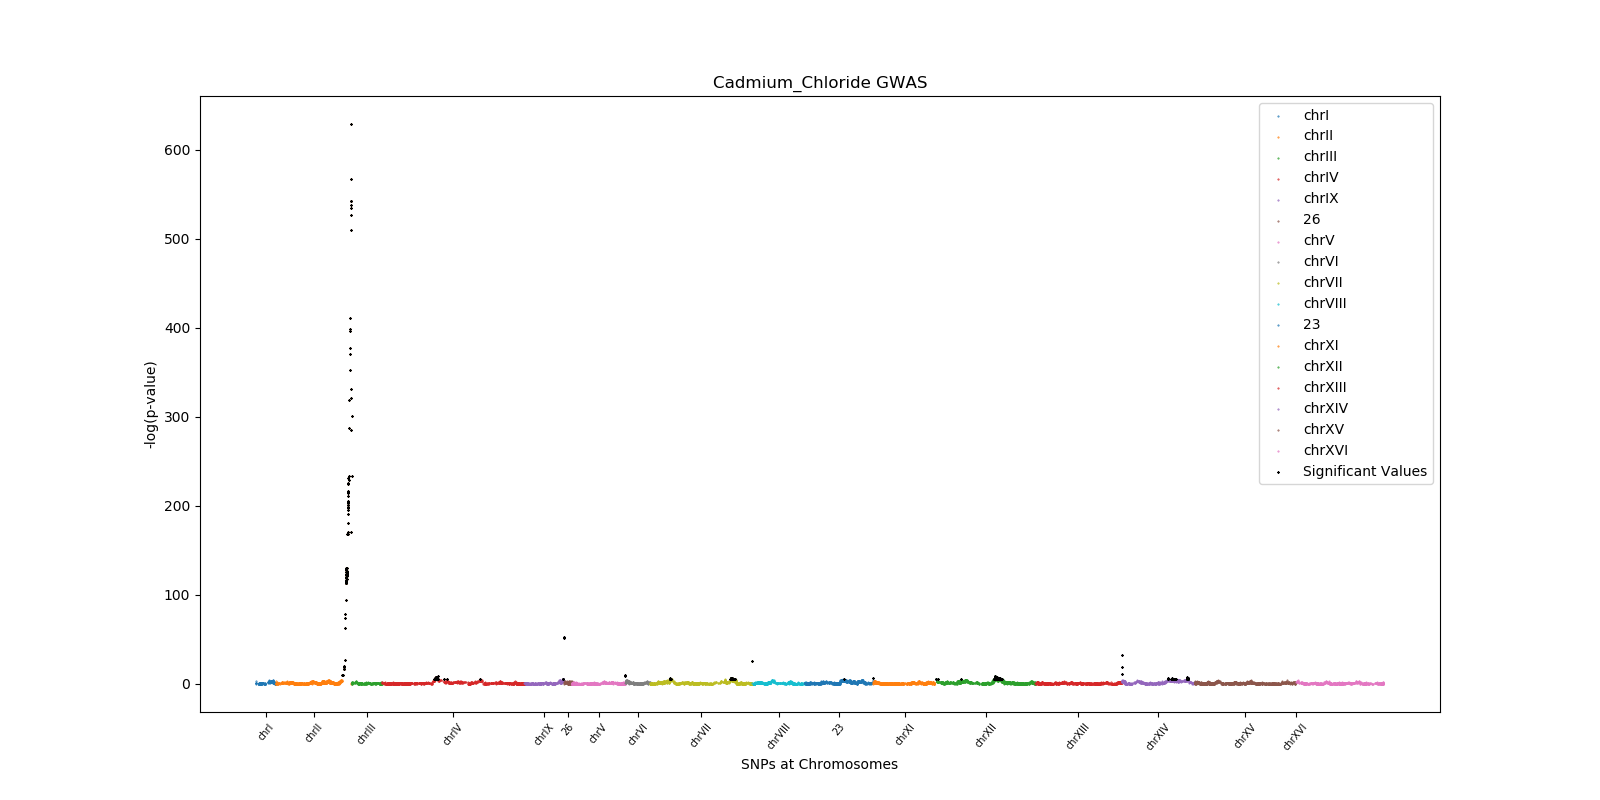 Cadmium_Chloride GWAS
600
500
400
300
200
100
0
-log(p-value)
chrI
chrII
chrIII
chrIV
chrIX
26
chrV
chrVI
chrVII
chrVIII
23
chrXI
chrXII
chrXIII
chrXIV
chrXV
chrXVI
Significant Values
chrI
chrII
chrIII
chrIV
chrIX
26
chrV
chrVI
chrVII
chrVIII
23
chrXI
chrXII
chrXIII
chrXIV
chrXV
chrXVI
SNPs at Chromosomes